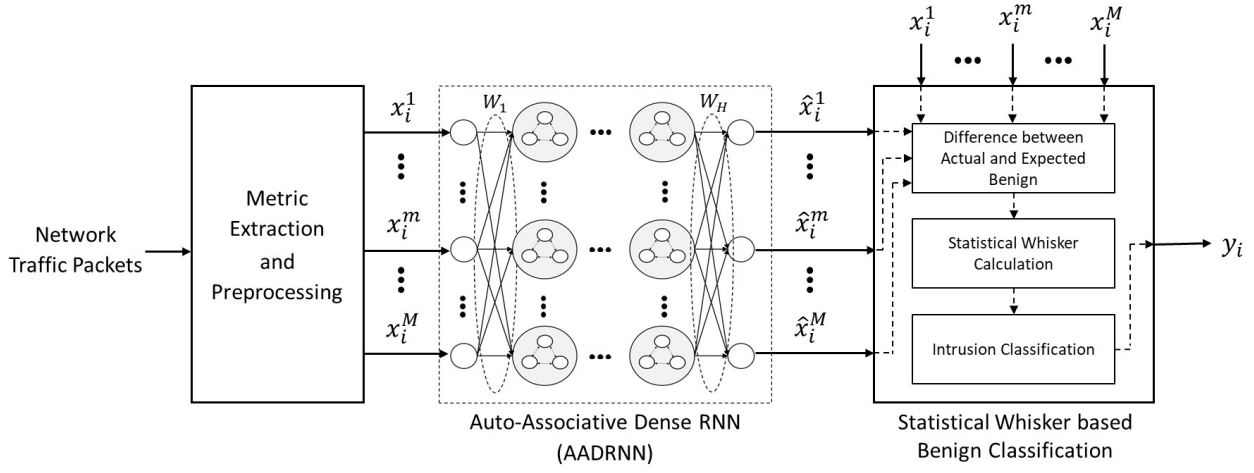 Network
Traffic Packets
Metric
Extraction
and
Preprocessing
x_i^1
x_i^m
x_i^M
W_1
W_H
Auto-Associative Dense RNN
(AADRNN)
x̂_i^1
x̂_i^m
x̂_i^M
x_i^1
x_i^m
x_i^M
Difference between
Actual and Expected
Benign
Statistical Whisker
Calculation
Intrusion Classification
Statistical Whisker based
Benign Classification
y_i